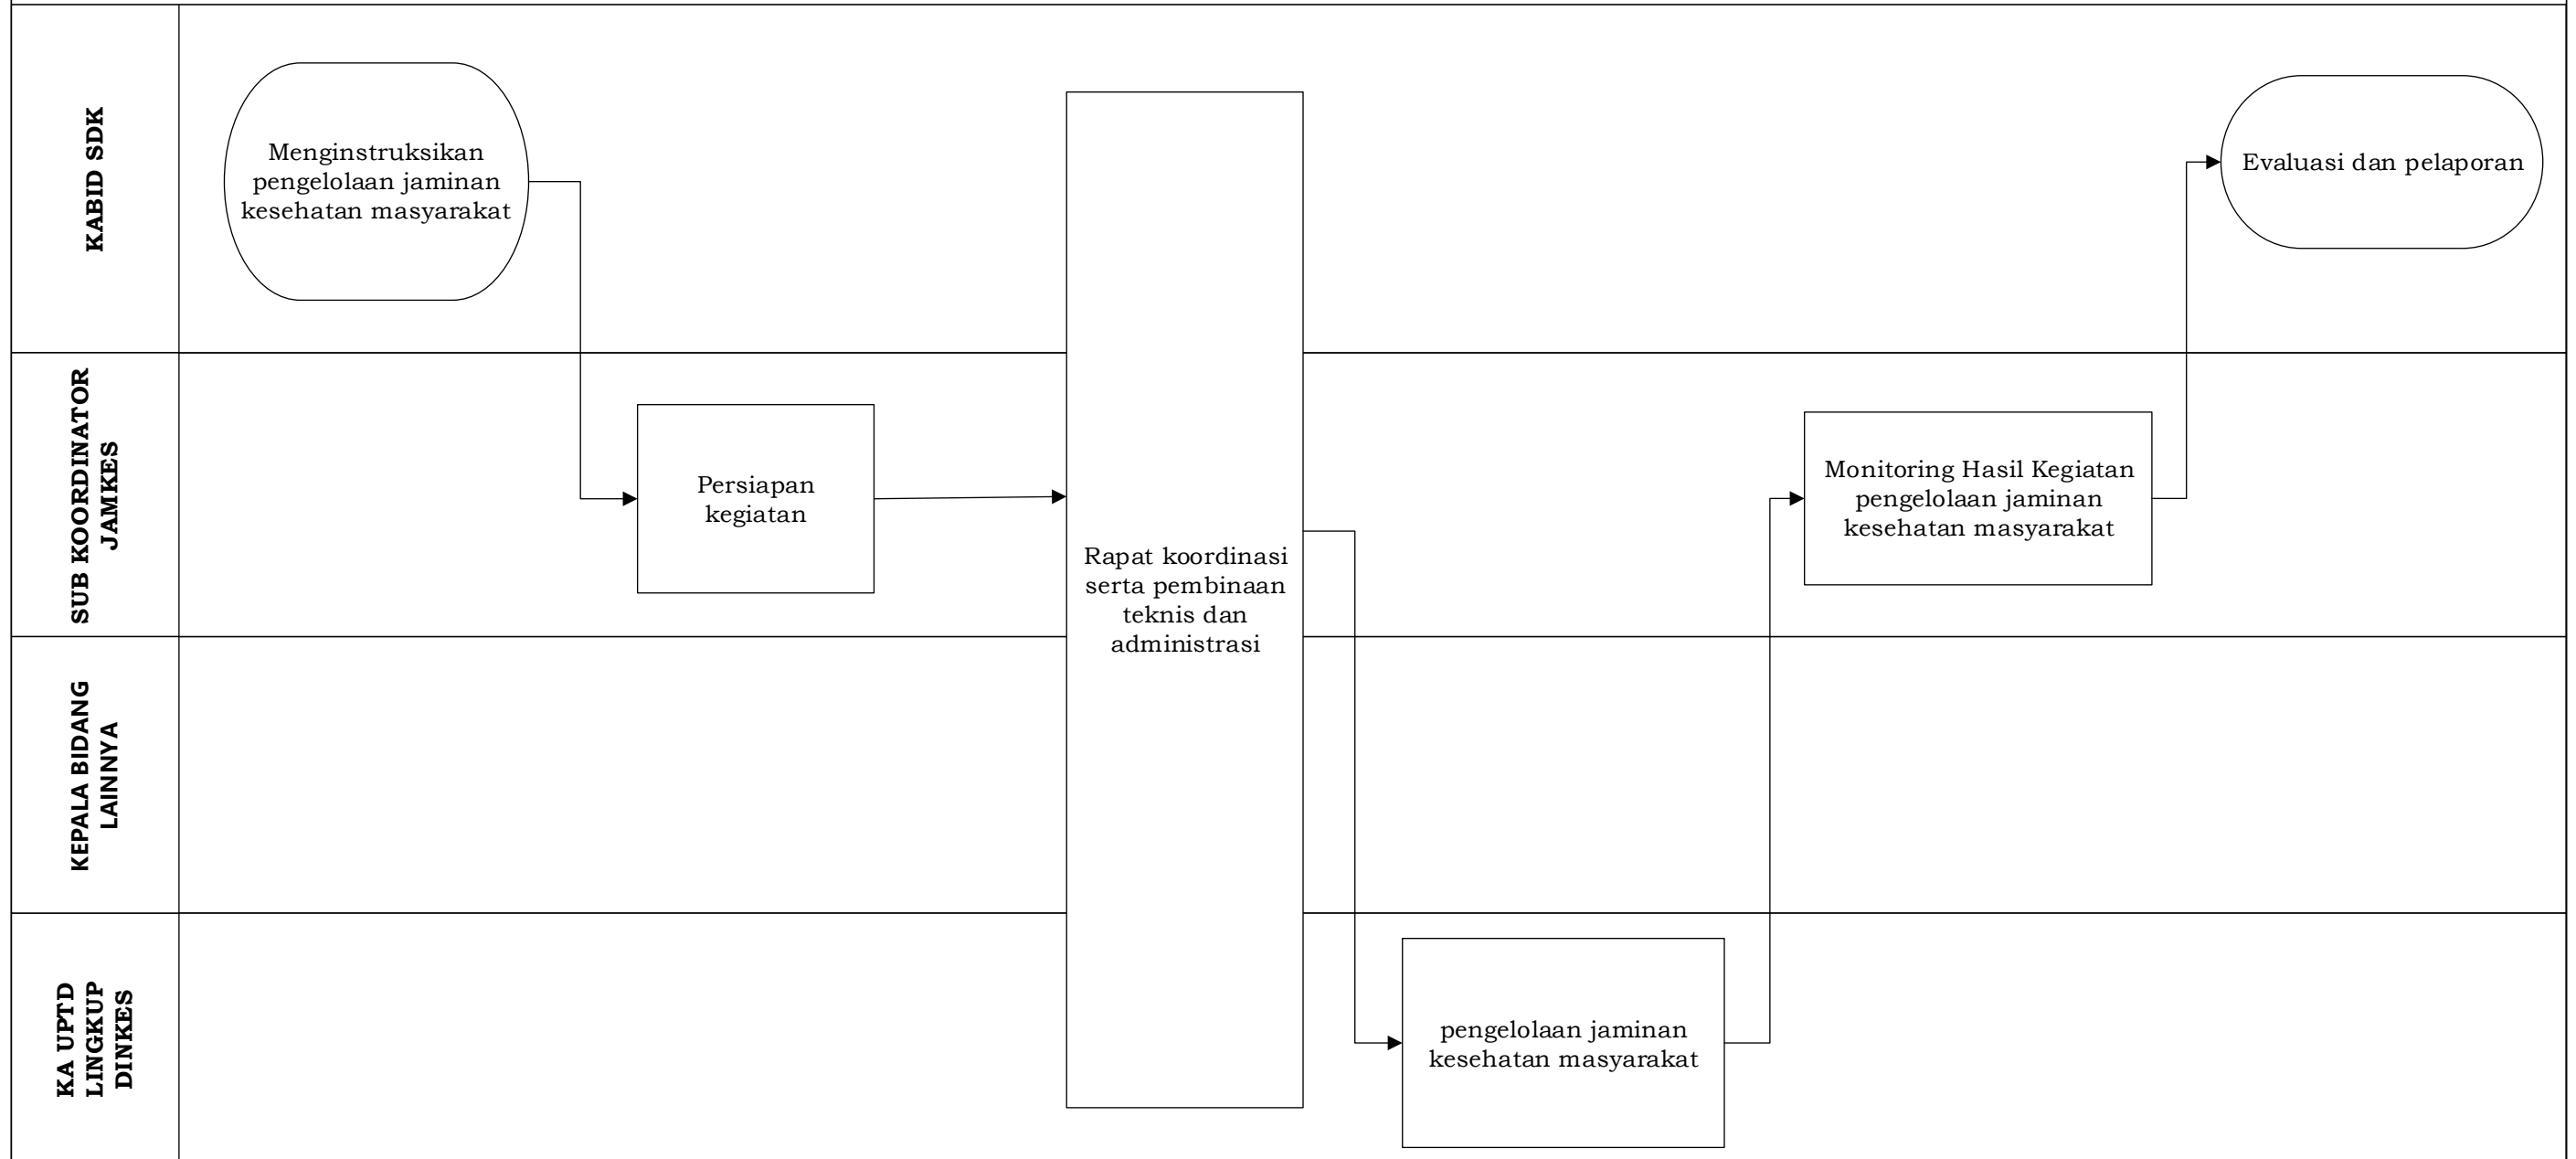 KABID SDK
Menginstruksikan
pengelolaan jaminan
kesehatan masyarakat
Evaluasi dan pelaporan
SUB KOORDINATOR
JAMKES
Persiapan
kegiatan
Rapat koordinasi
serta pembinaan
teknis dan
administrasi
Monitoring Hasil Kegiatan
pengelolaan jaminan
kesehatan masyarakat
KEPALA BIDANG
LAINNYA
KA UPTD
LINGKUP
DINKES
pengelolaan jaminan
kesehatan masyarakat